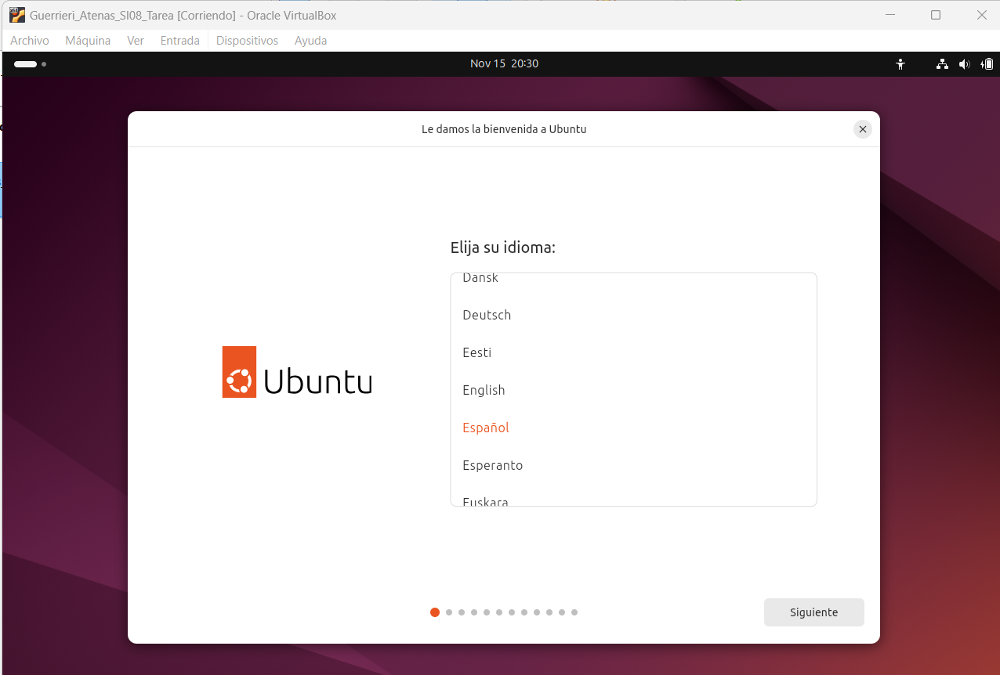 Guerrieri_Atenas_SI08_Tarea [Corriendo] - Oracle VirtualBox
Archivo Máquina Ver Entrada Dispositivos Ayuda
Nov 15 20:30
Le damos la bienvenida a Ubuntu
Elija su idioma:
Dansk
Deutsch
Eesti
English
Español
Esperanto
Euskara
Ubuntu
Siguiente